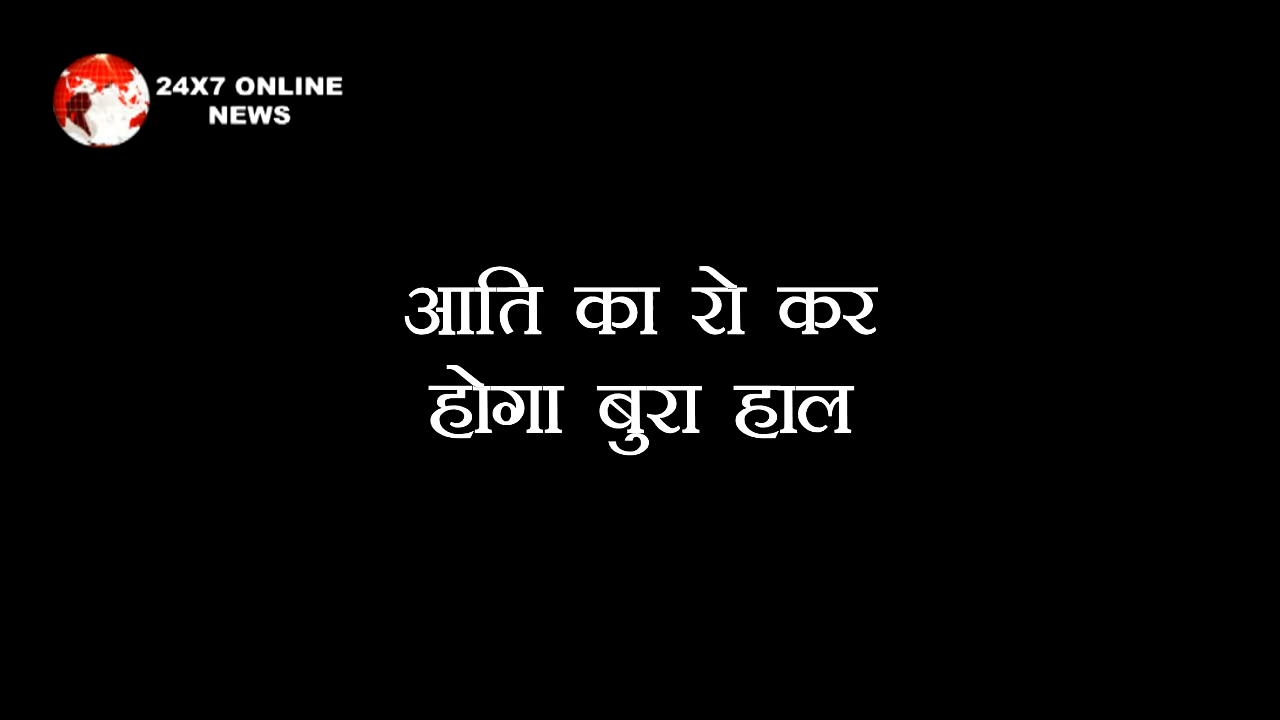 24X7 ONLINE
NEWS
आति का रो कर
होगा बुरा हाल